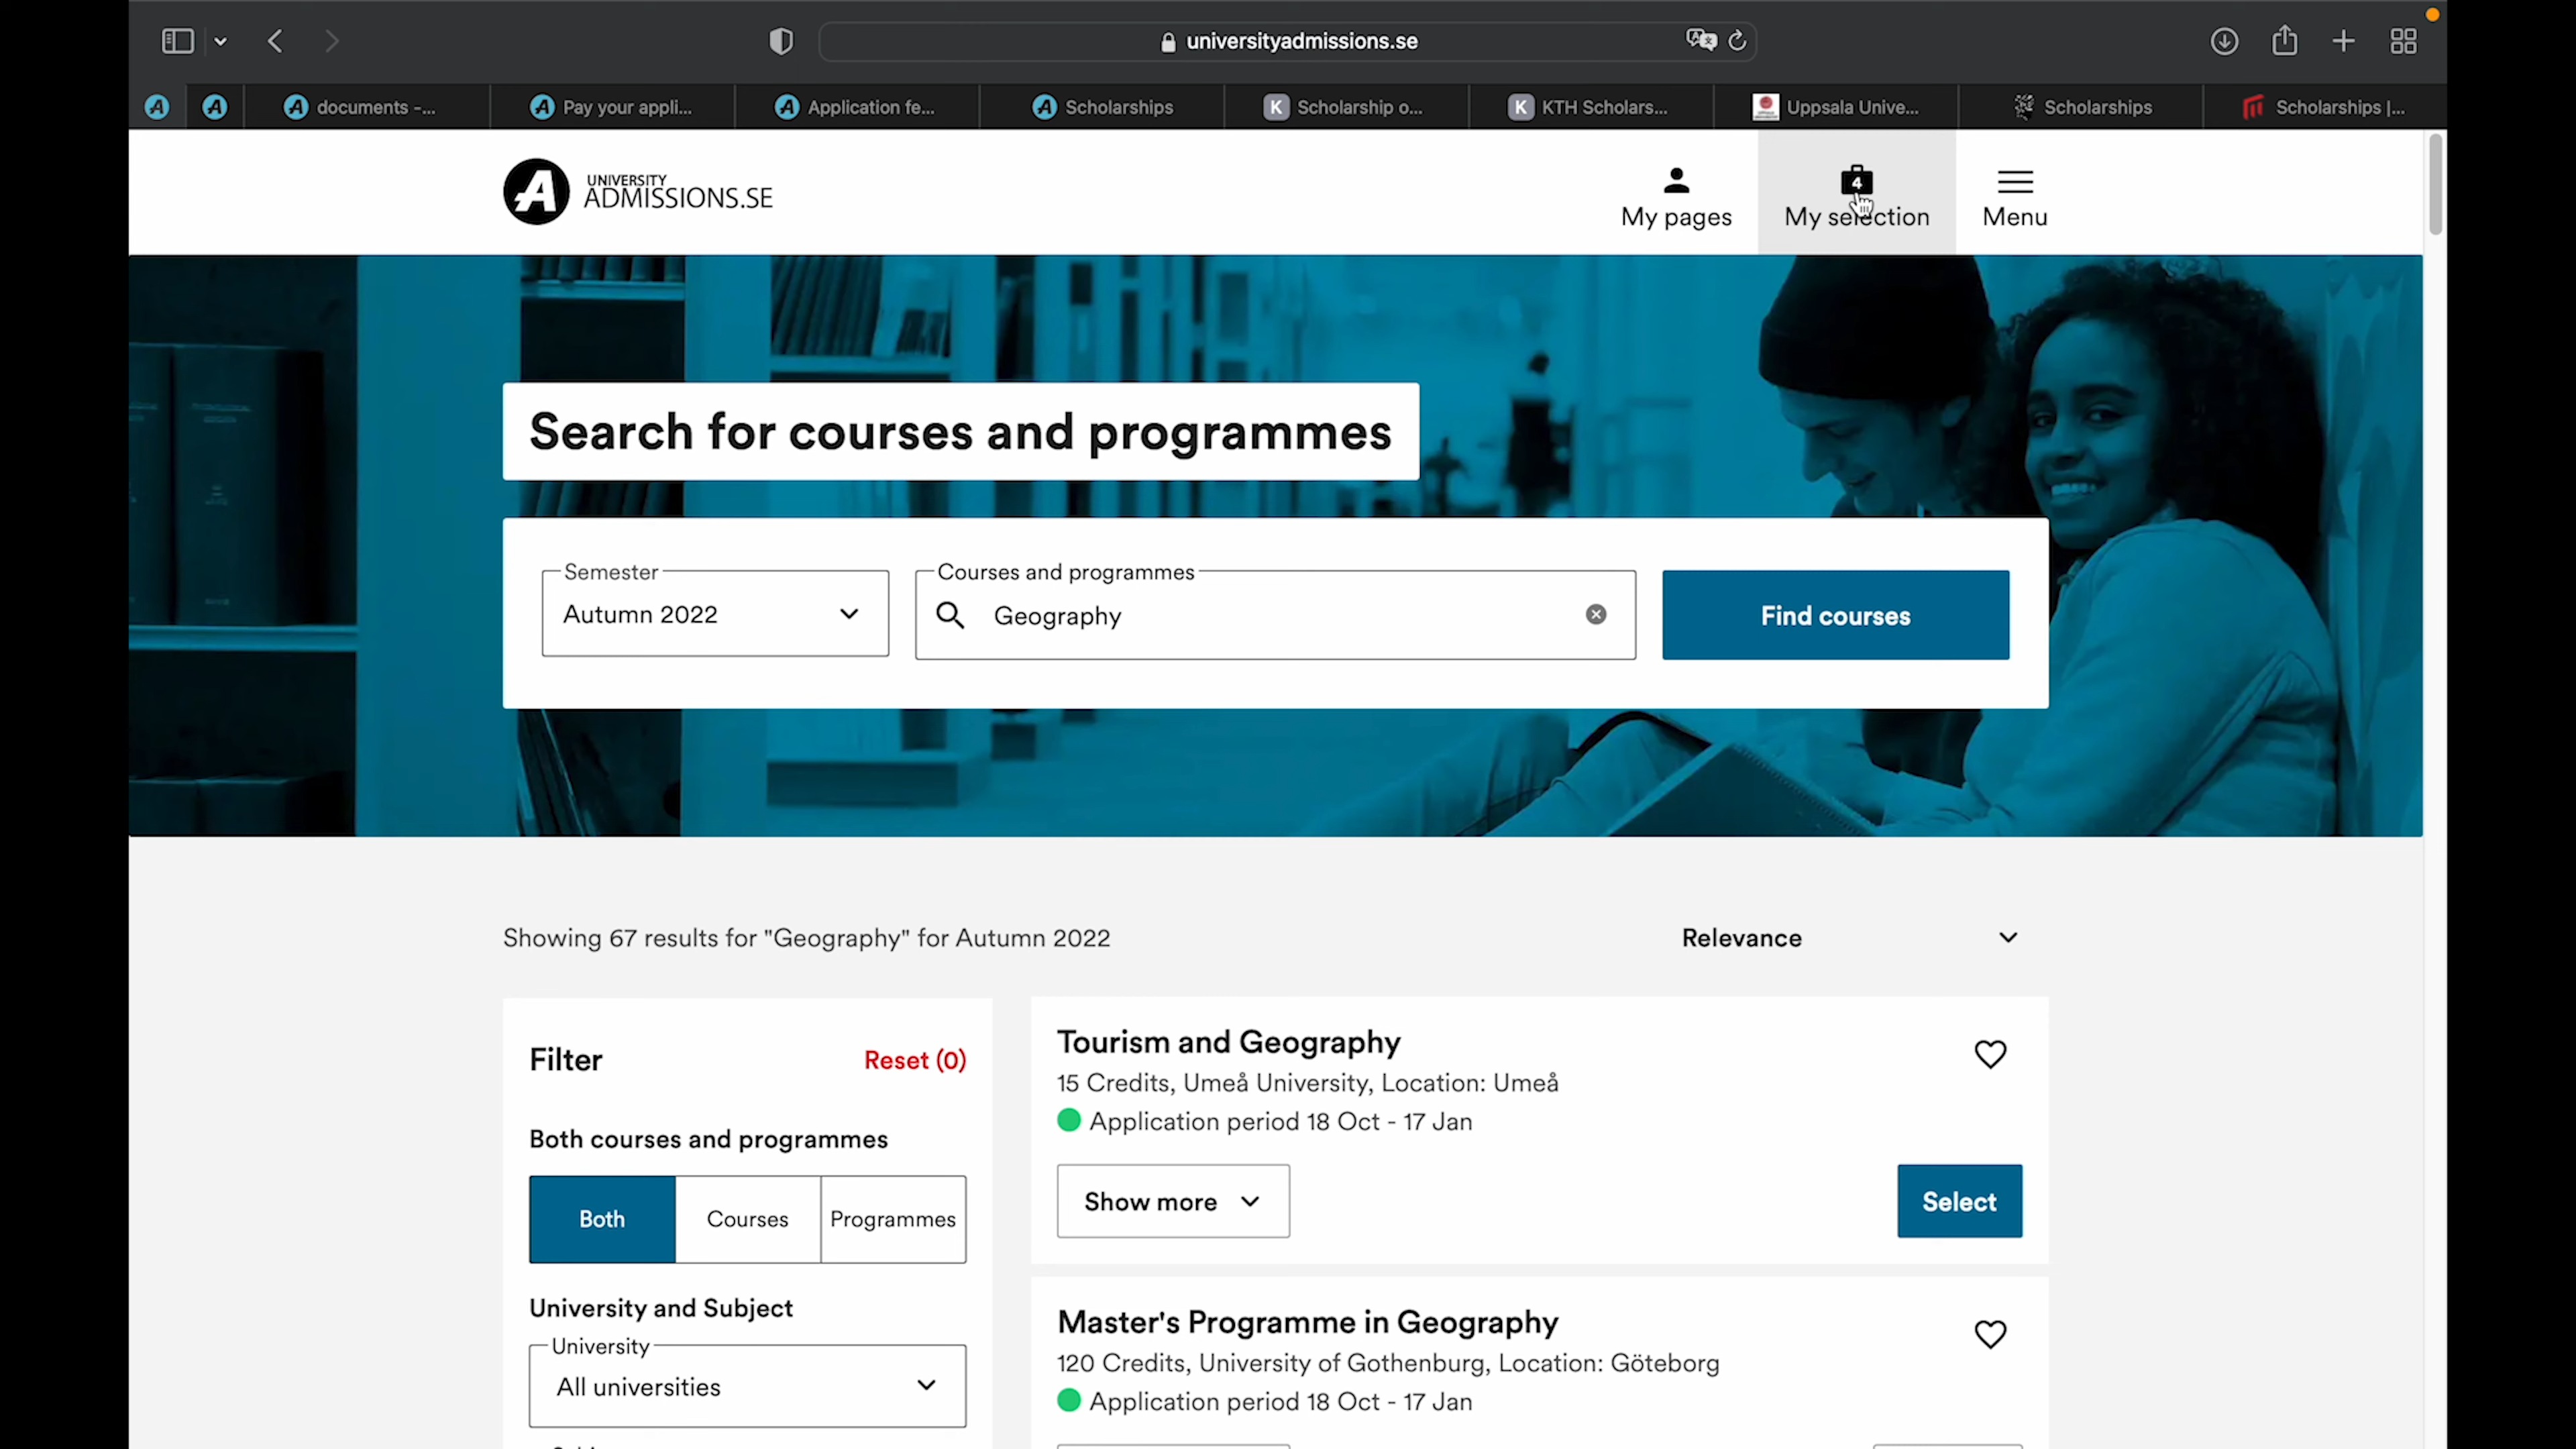 universityadmissions.se
documents -...
Pay your appli...
Application fe...
Scholarships
K
Scholarship o...
K
KTH Scholars...
Uppsala Unive...
Scholarships
Scholarships |...
A
UNIVERSITY
ADMISSIONS.SE
My pages
4
My selection
Menu
Search for courses and programmes
Semester
Autumn 2022
Courses and programmes
Geography
Find courses
Showing 67 results for "Geography" for Autumn 2022
Relevance
Filter
Reset (0)
Both courses and programmes
Both
Courses
Programmes
University and Subject
University
All universities
Tourism and Geography
15 Credits, Umeå University, Location: Umeå
Application period 18 Oct - 17 Jan
Show more
Select
Master's Programme in Geography
120 Credits, University of Gothenburg, Location: Göteborg
Application period 18 Oct - 17 Jan